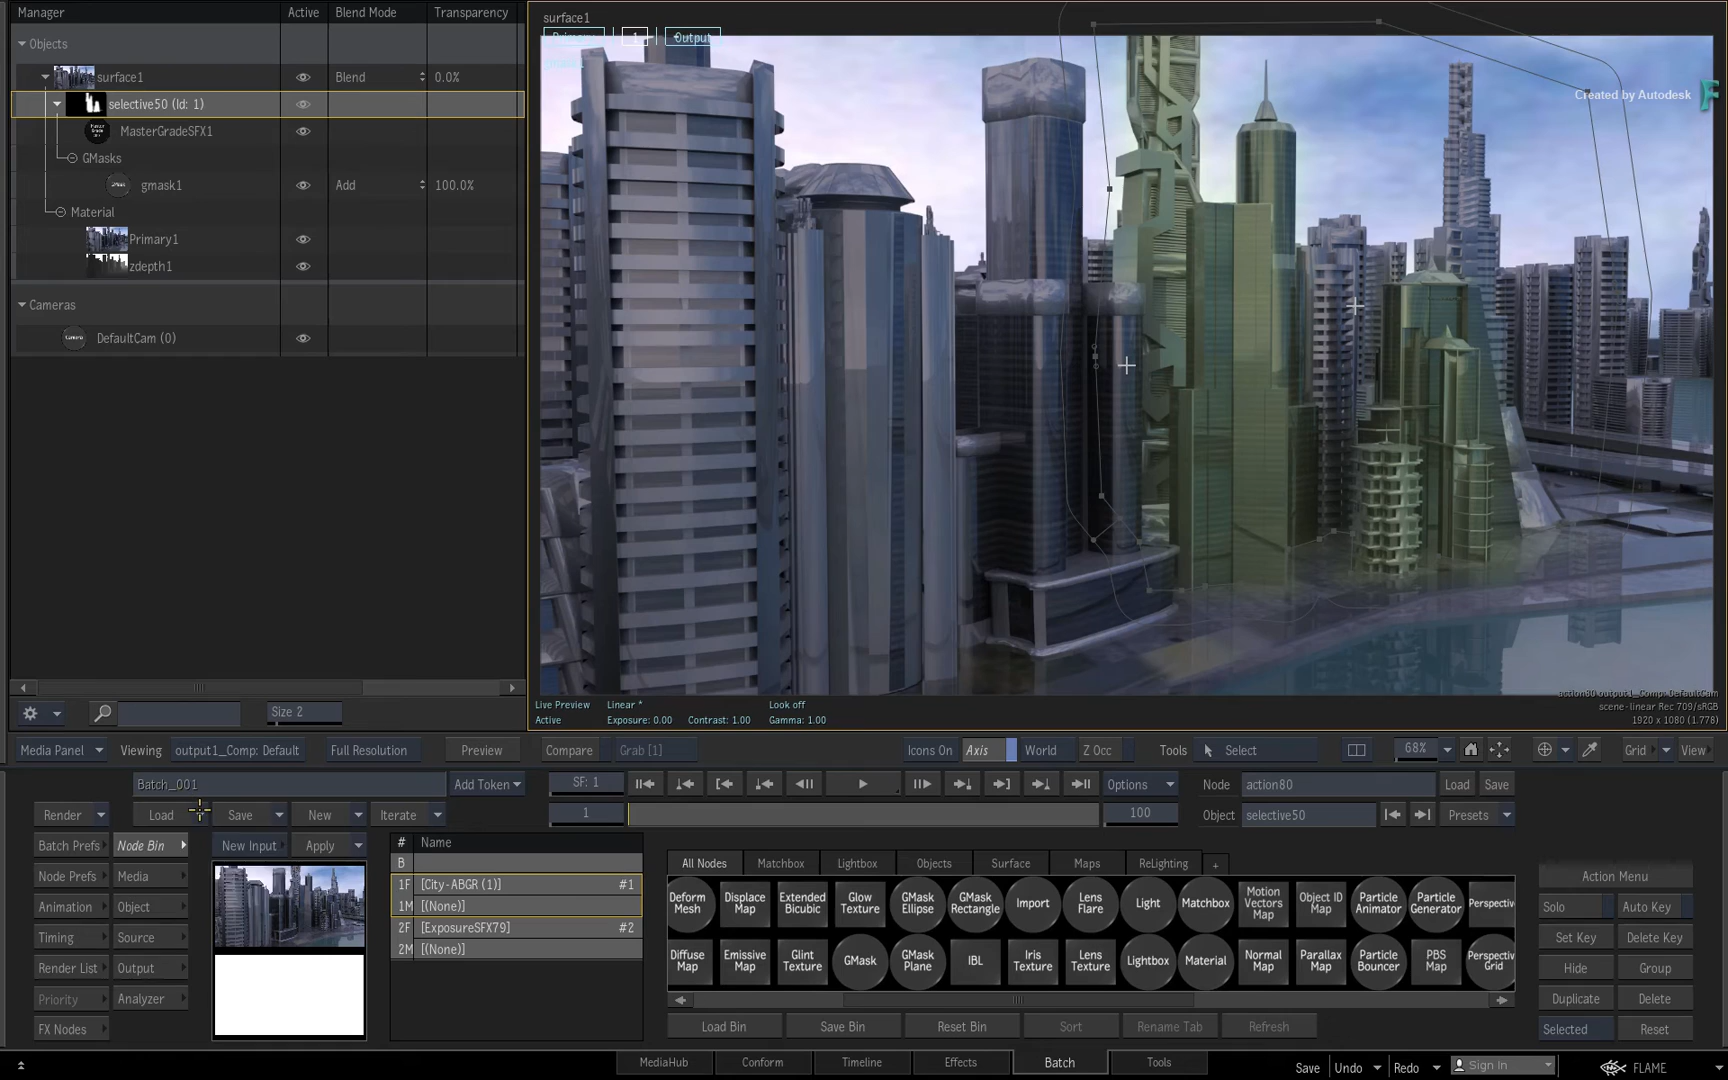 Manager
Active
Blend Mode
Transparency
Objects
surface1
Blend
0.0%
selective50 (Id: 1)
MasterGradeSFX1
GMasks
gmask1
Add
100.0%
Material
Primary1
zdepth1
Cameras
DefaultCam (0)
Size 2
surface1
1
Output
Created by Autodesk
Live Preview
Linear *
Look off
Active
Exposure: 0.00
Contrast: 1.00
Gamma: 1.00
action80 output1_Comp: DefaultCam
scene-linear Rec 709/sRGB
1920 x 1080 (1.778)
Media Panel
Viewing
output1_Comp: Default
Full Resolution
Preview
Compare
Grab [1]
Icons On
Axis
World
Z Occ
Tools
Select
68%
Grid
View
Batch_001
Add Token
SF: 1
Options
Node
action80
Load
Save
Render
Load
Save
New
Iterate
1
100
Object
selective50
Presets
Batch Prefs
Node Bin
New Input
Apply
# Name
B
1F [City-ABGR (1)] #1
1M [(None)]
2F [ExposureSFX79] #2
2M [(None)]
Node Prefs
Media
Animation
Object
Timing
Source
Render List
Output
Priority
Analyzer
FX Nodes
All Nodes
Matchbox
Lightbox
Objects
Surface
Maps
ReLighting
+
Deform Mesh
Displace Map
Extended Bicubic
Glow Texture
GMask Ellipse
GMask Rectangle
Import
Lens Flare
Light
Matchbox
Motion Vectors Map
Object ID Map
Particle Animator
Particle Generator
Perspectiv
Diffuse Map
Emissive Map
Glint Texture
GMask
GMask Plane
IBL
Iris Texture
Lens Texture
Lightbox
Material
Normal Map
Parallax Map
Particle Bouncer
PBS Map
Perspectiv Grid
Load Bin
Save Bin
Reset Bin
Sort
Rename Tab
Refresh
Action Menu
Solo
Auto Key
Set Key
Delete Key
Hide
Group
Duplicate
Delete
Selected
Reset
MediaHub
Conform
Timeline
Effects
Batch
Tools
Save
Undo
Redo
Sign In
FLAME